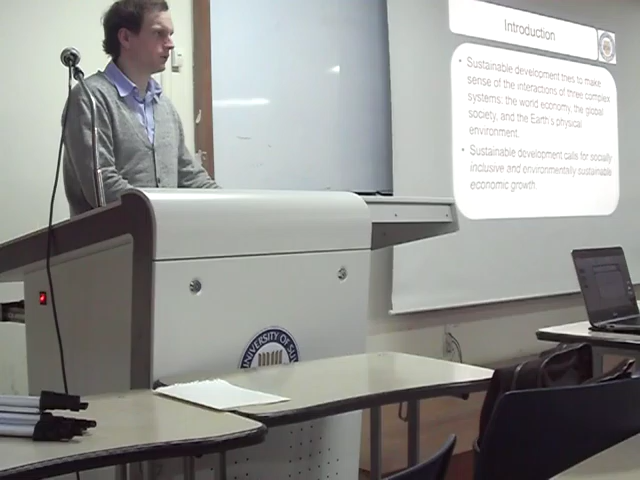 Introduction
• Sustainable development tries to make
sense of the interactions of three complex
systems: the world economy, the global
society, and the Earth's physical
environment.
• Sustainable development calls for socially
inclusive and environmentally sustainable
economic growth.
UNIVERSITY OF